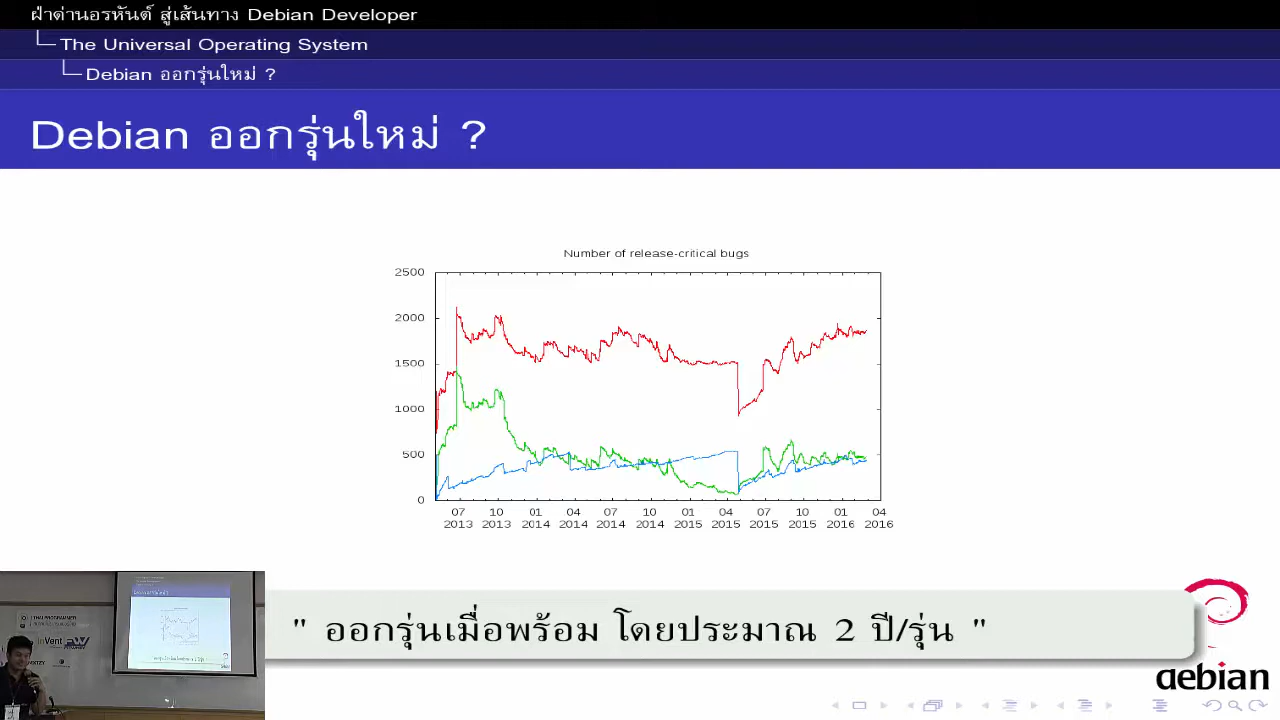 ฝ่าด่านอรหันต์ สู่เส้นทาง Debian Developer
The Universal Operating System
Debian ออกรุ่นใหม่ ?
Debian ออกรุ่นใหม่ ?
Number of release-critical bugs
2500
2000
1500
1000
500
0
07 10 01 04 07 10 01 04 07 10 01 04
2013 2013 2014 2014 2014 2014 2015 2015 2015 2015 2016 2016
" ออกรุ่นเมื่อพร้อม โดยประมาณ 2 ปี/รุ่น "
debian
THAI PROGRAMMER